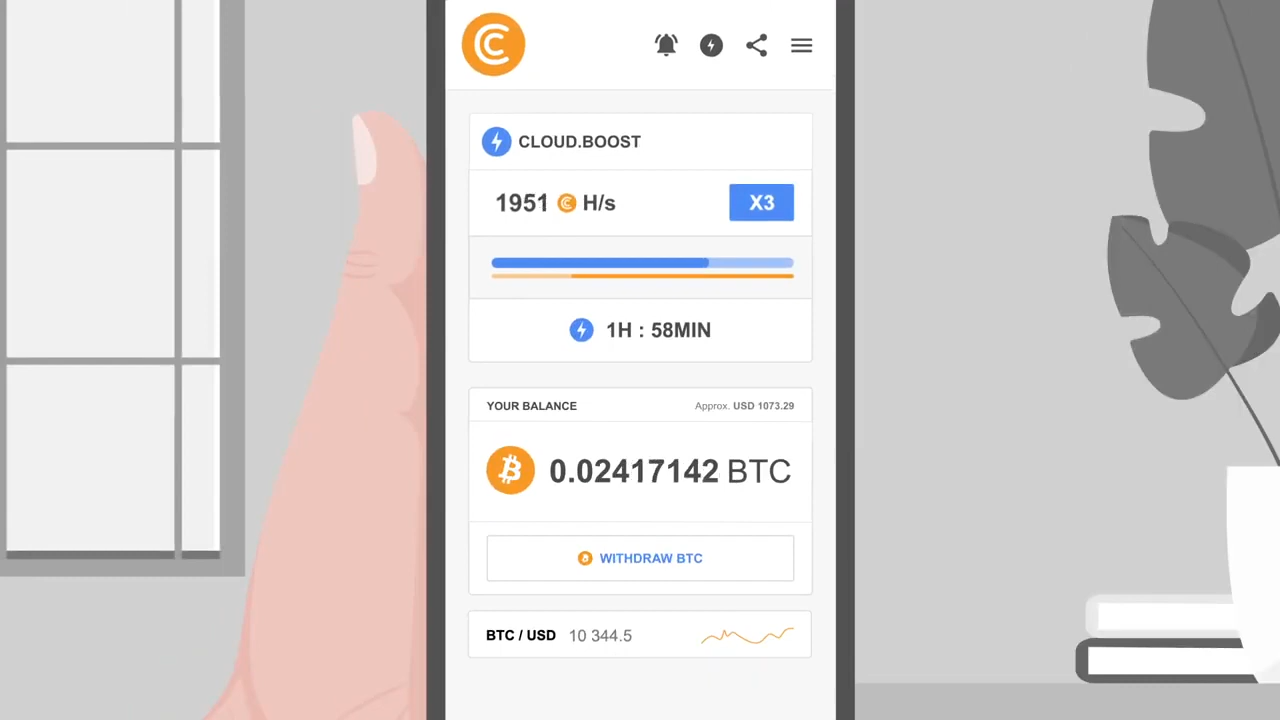 CLOUD.BOOST
1951 H/s
X3
1H : 58MIN
YOUR BALANCE
Approx. USD 1073.29
0.02417142 BTC
WITHDRAW BTC
BTC / USD 10 344.5